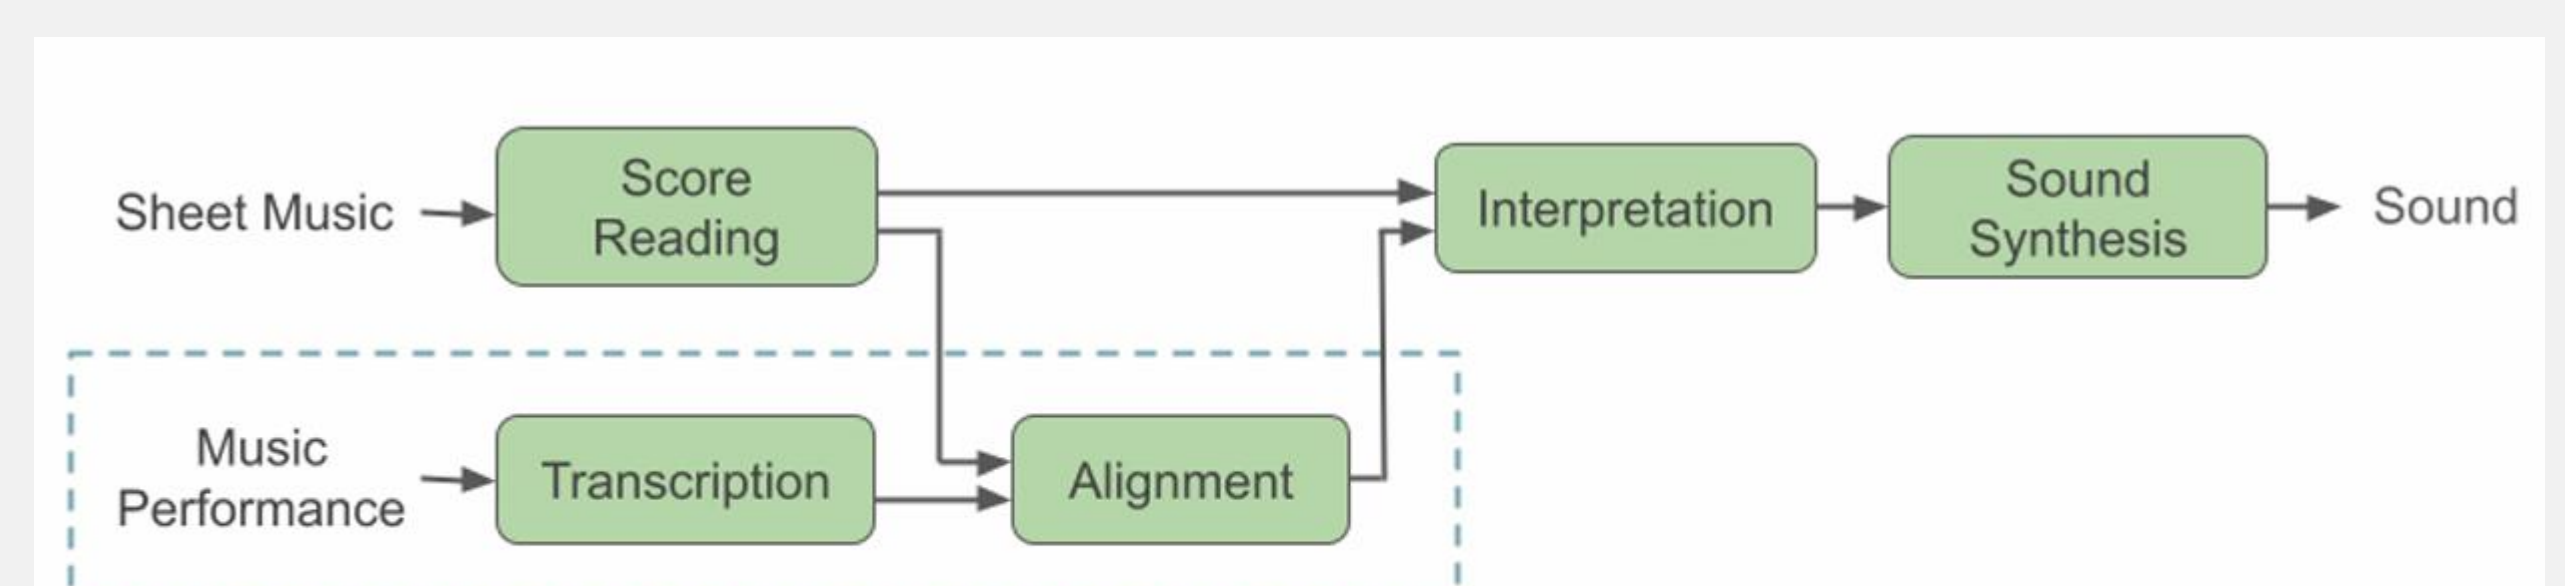 Sheet Music
Score
Reading
Interpretation
Sound
Synthesis
Sound
Music
Performance
Transcription
Alignment